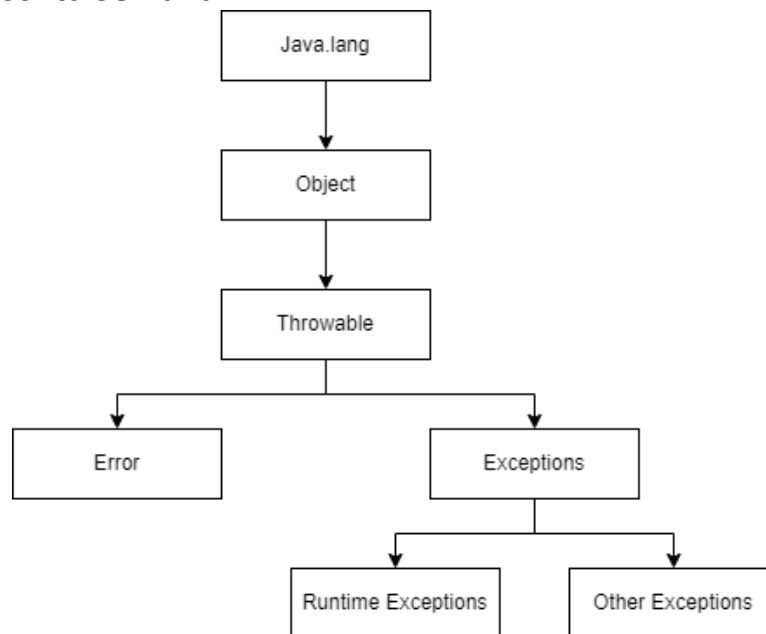 Java.lang
Object
Throwable
Error
Exceptions
Runtime Exceptions
Other Exceptions